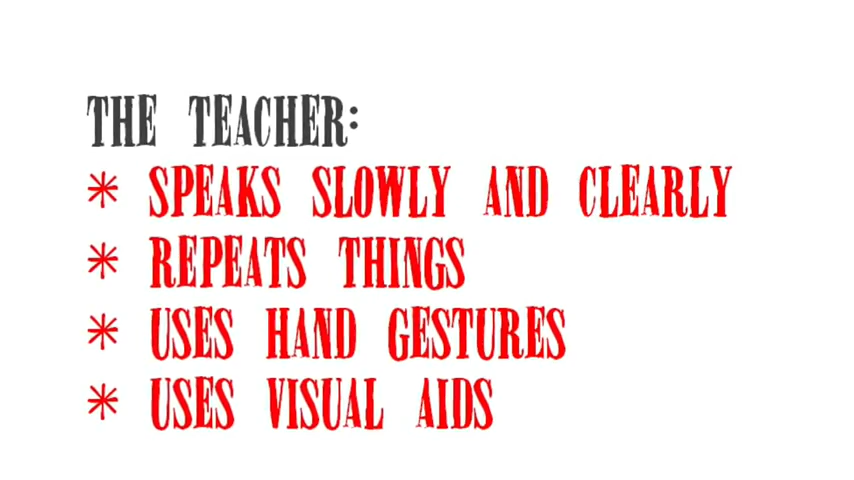 THE TEACHER:
* SPEAKS SLOWLY AND CLEARLY
* REPEATS THINGS
* USES HAND GESTURES
* USES VISUAL AIDS